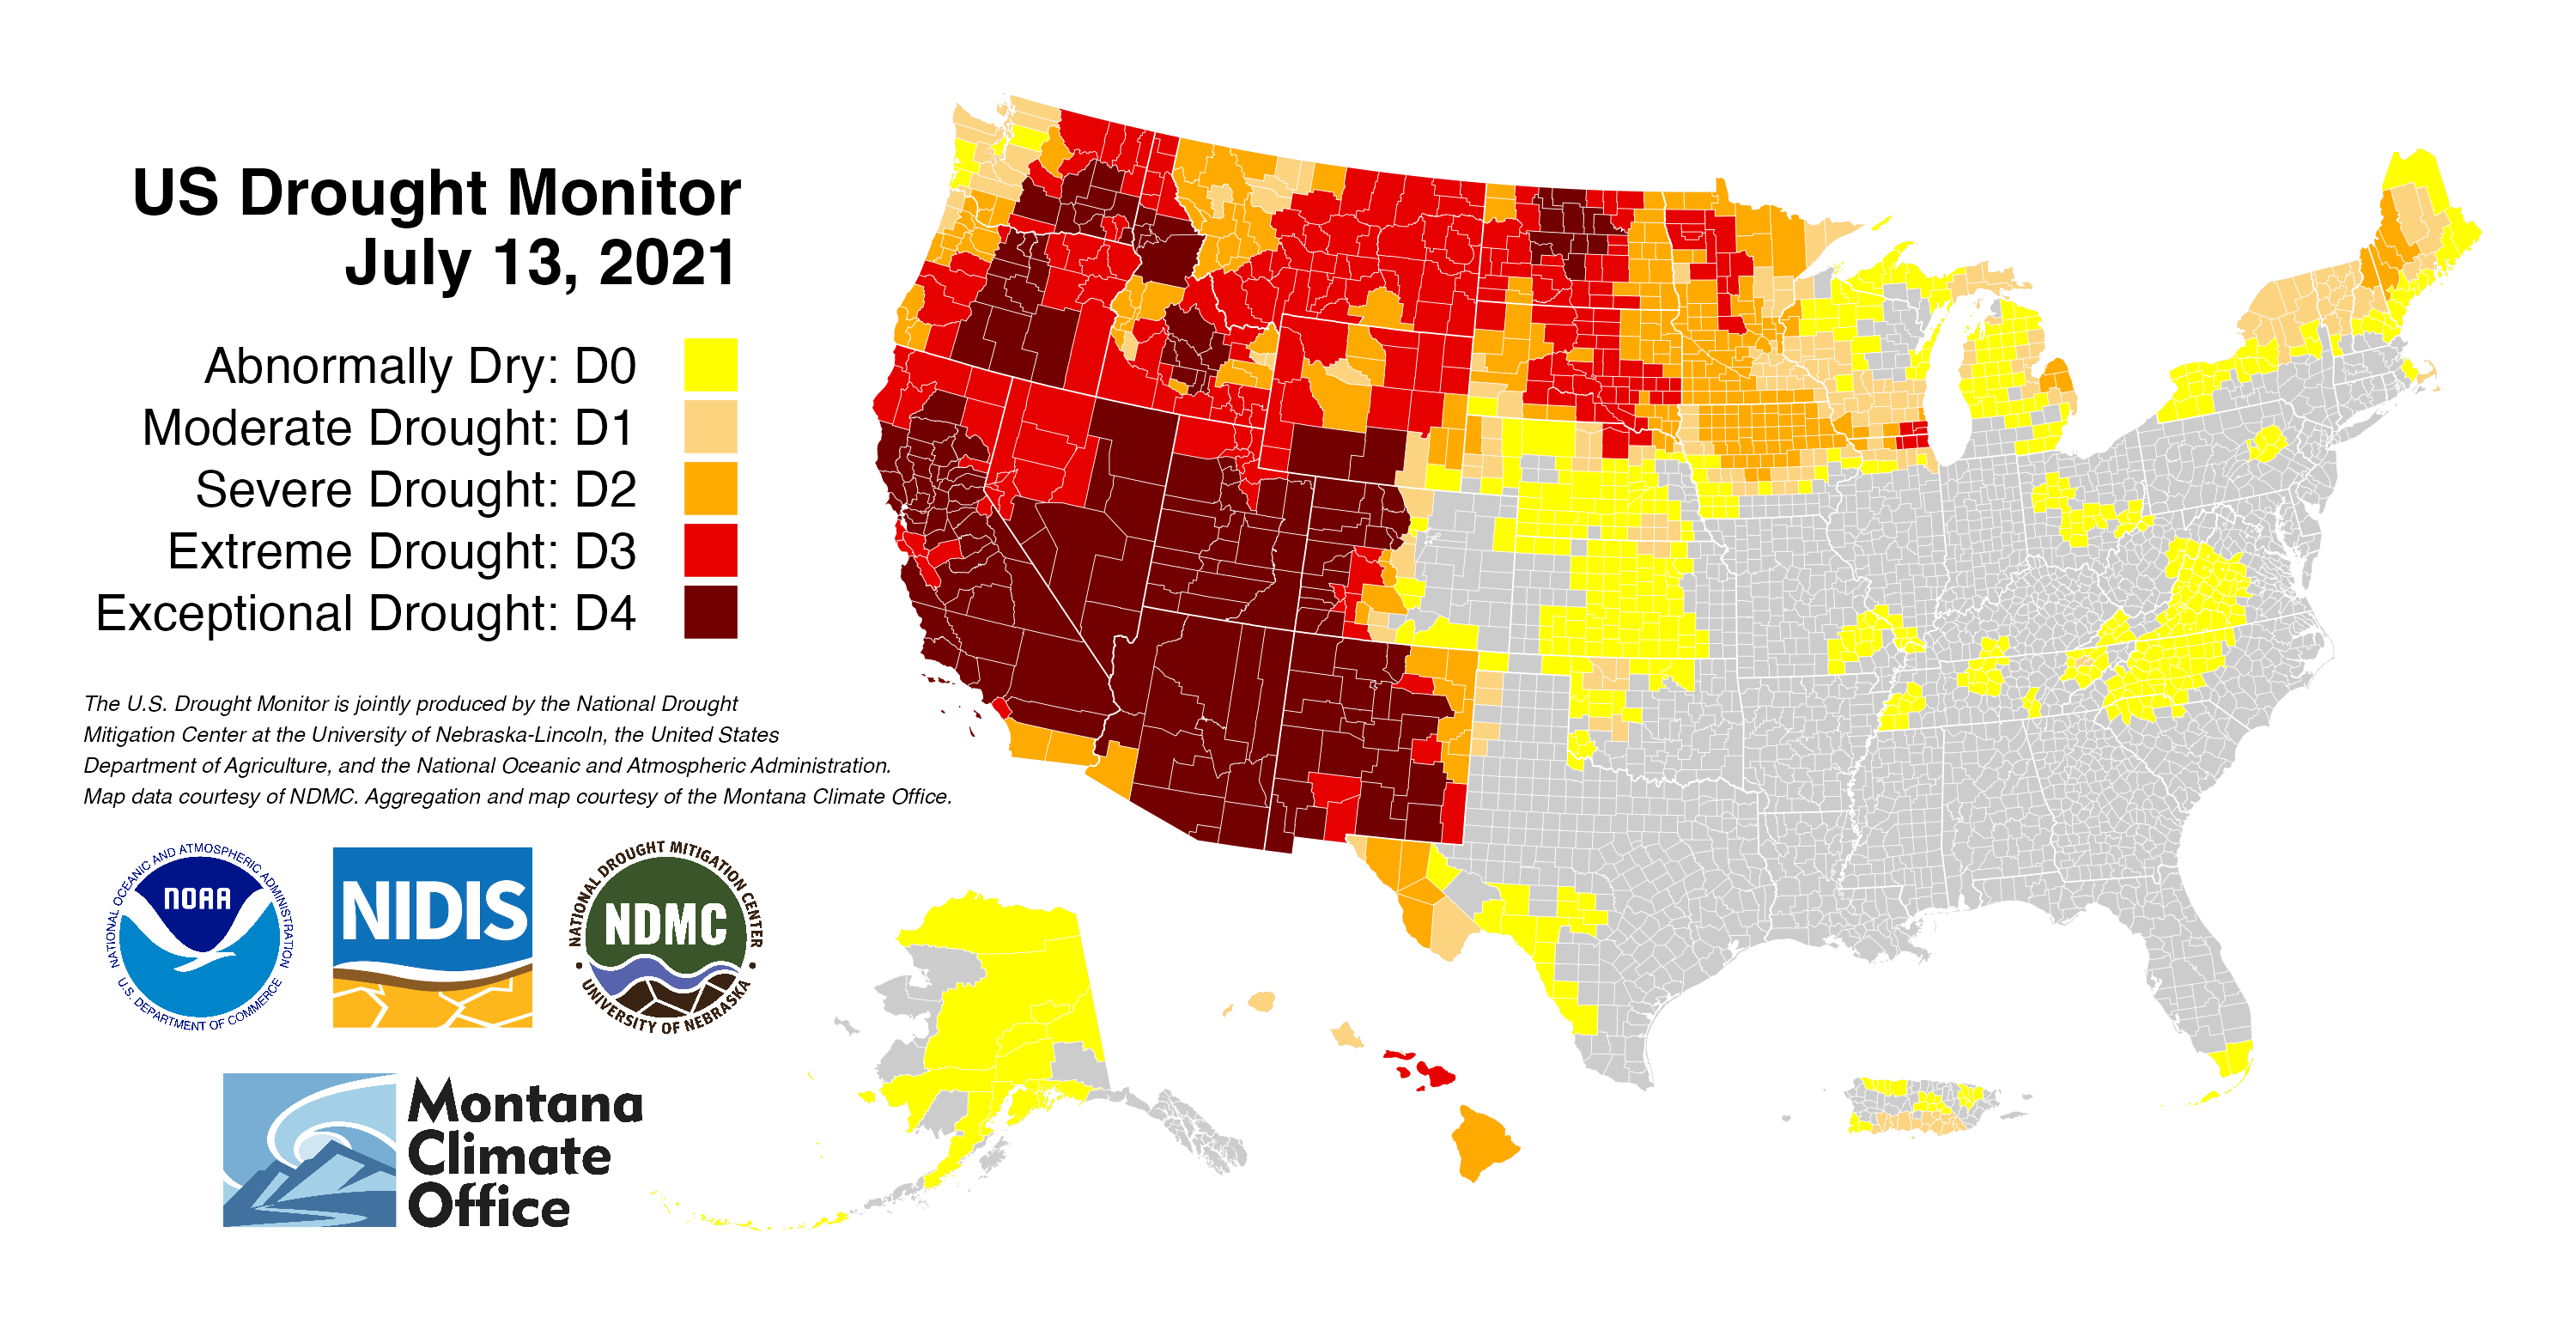 US Drought Monitor
July 13, 2021
Abnormally Dry: D0
Moderate Drought: D1
Severe Drought: D2
Extreme Drought: D3
Exceptional Drought: D4
The U.S. Drought Monitor is jointly produced by the National Drought
Mitigation Center at the University of Nebraska-Lincoln, the United States
Department of Agriculture, and the National Oceanic and Atmospheric Administration.
Map data courtesy of NDMC. Aggregation and map courtesy of the Montana Climate Office.
NATIONAL OCEANIC AND ATMOSPHERIC ADMINISTRATION
NOAA
U.S. DEPARTMENT OF COMMERCE
NIDIS
NATIONAL DROUGHT MITIGATION CENTER
NDMC
• UNIVERSITY OF NEBRASKA •
Montana
Climate
Office